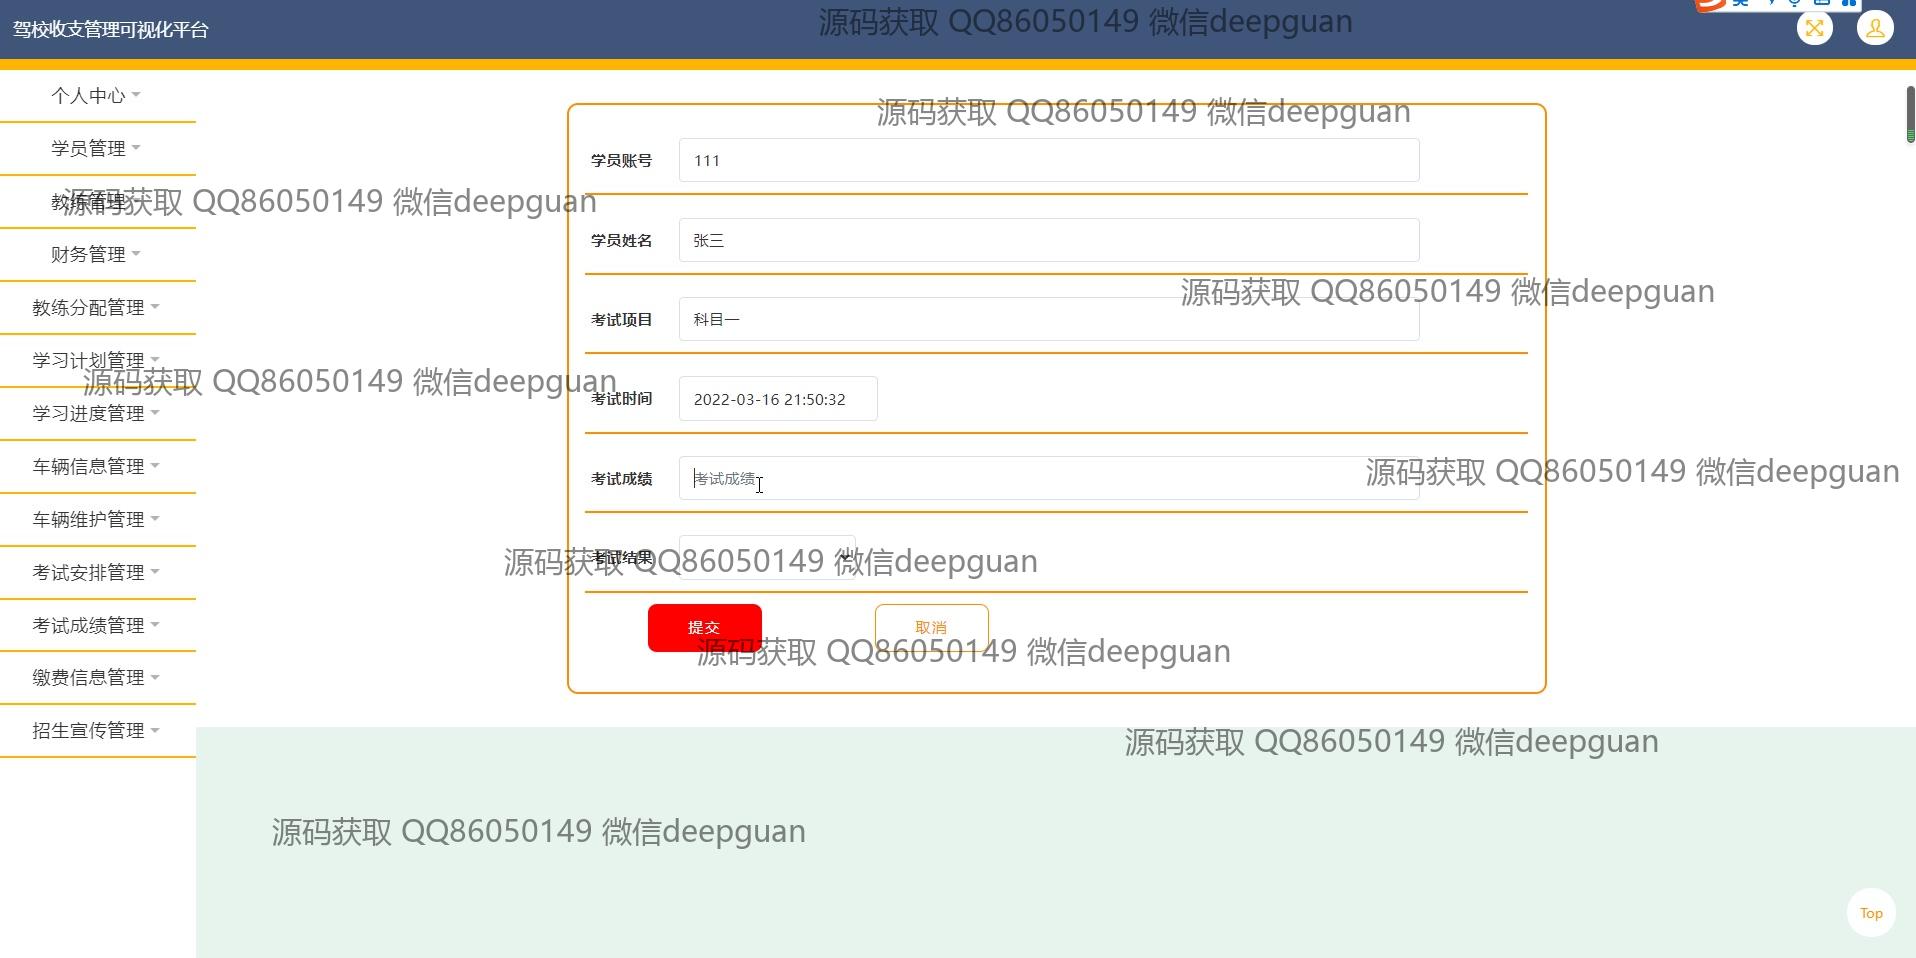 驾校收支管理可视化平台
源码获取 QQ86050149 微信deepguan
个人中心
源码获取 QQ86050149 微信deepguan
学员管理
学员账号 111
教练管理
源码获取 QQ86050149 微信deepguan
学员姓名 张三
财务管理
源码获取 QQ86050149 微信deepguan
教练分配管理
考试项目 科目一
学习计划管理
源码获取 QQ86050149 微信deepguan
考试时间 2022-03-16 21:50:32
学习进度管理
车辆信息管理
考试成绩 考试成绩
源码获取 QQ86050149 微信deepguan
车辆维护管理
考试结果
源码获取 QQ86050149 微信deepguan
考试安排管理
考试成绩管理
提交 取消
源码获取 QQ86050149 微信deepguan
缴费信息管理
招生宣传管理
源码获取 QQ86050149 微信deepguan
源码获取 QQ86050149 微信deepguan
Top